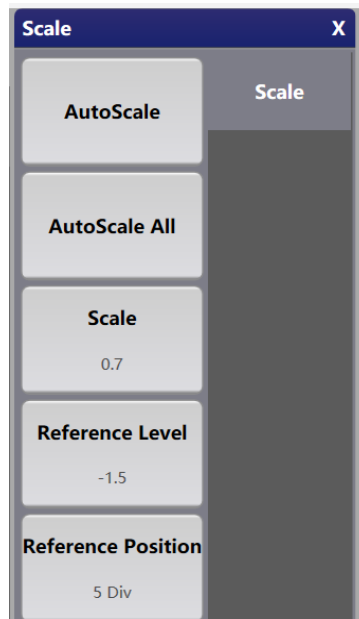 Scale X
AutoScale
Scale
AutoScale All
Scale
0.7
Reference Level
-1.5
Reference Position
5 Div